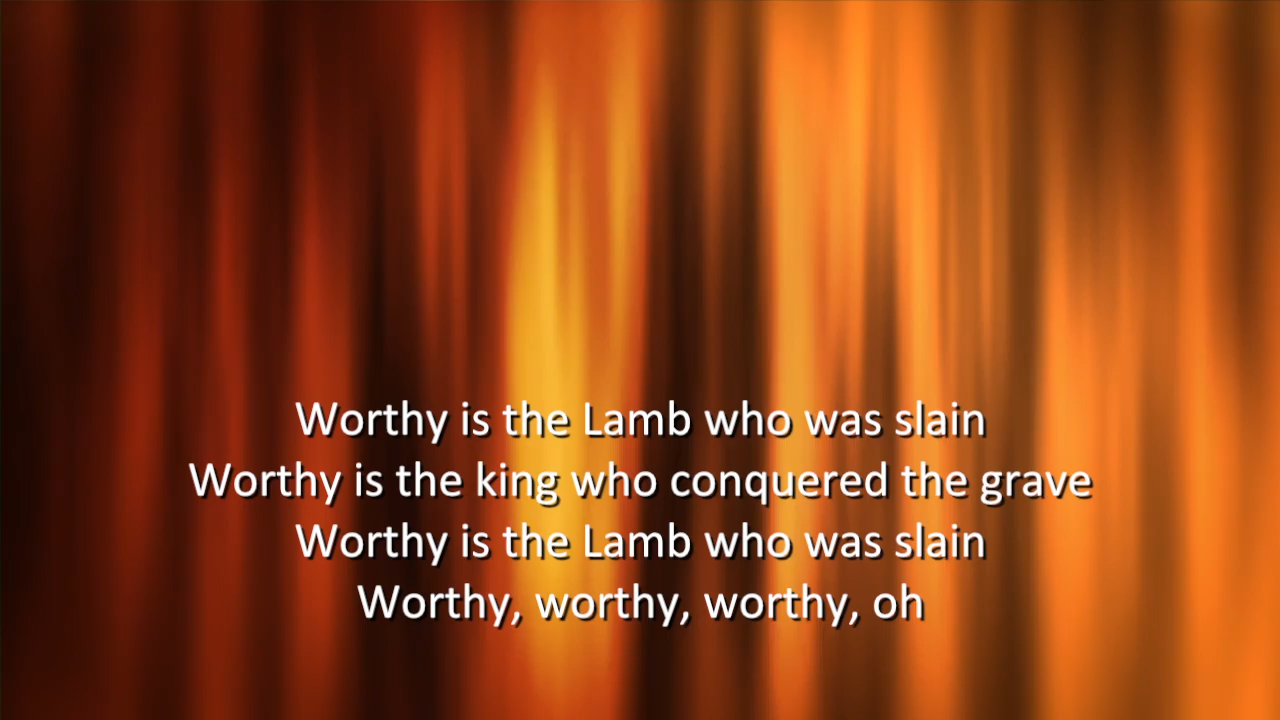 Worthy is the Lamb who was slain
Worthy is the king who conquered the grave
Worthy is the Lamb who was slain
Worthy, worthy, worthy, oh